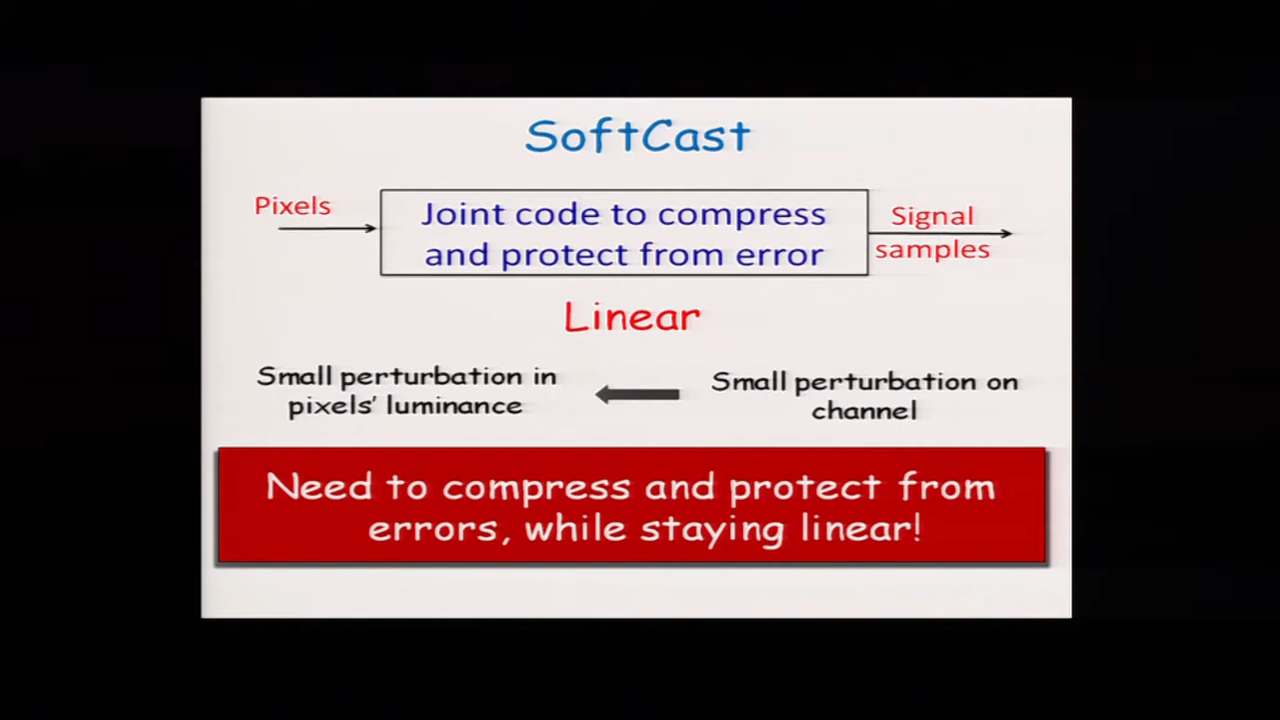 SoftCast
Pixels
Joint code to compress
and protect from error
Signal
samples
Linear
Small perturbation in
pixels' luminance
Small perturbation on
channel
Need to compress and protect from
errors, while staying linear!